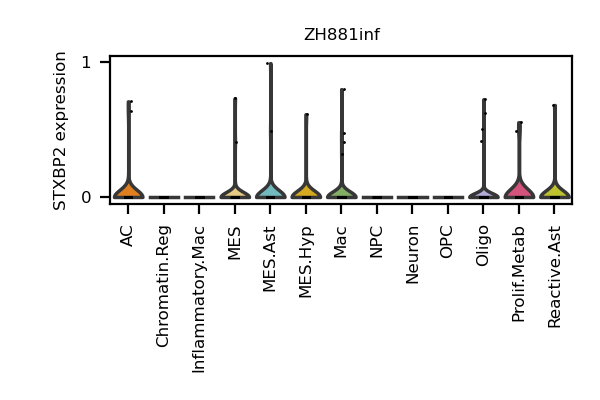 ZH881inf
STXBP2 expression
1
0
AC
Chromatin.Reg
Inflammatory.Mac
MES
MES.Ast
MES.Hyp
Mac
NPC
Neuron
OPC
Oligo
Prolif.Metab
Reactive.Ast